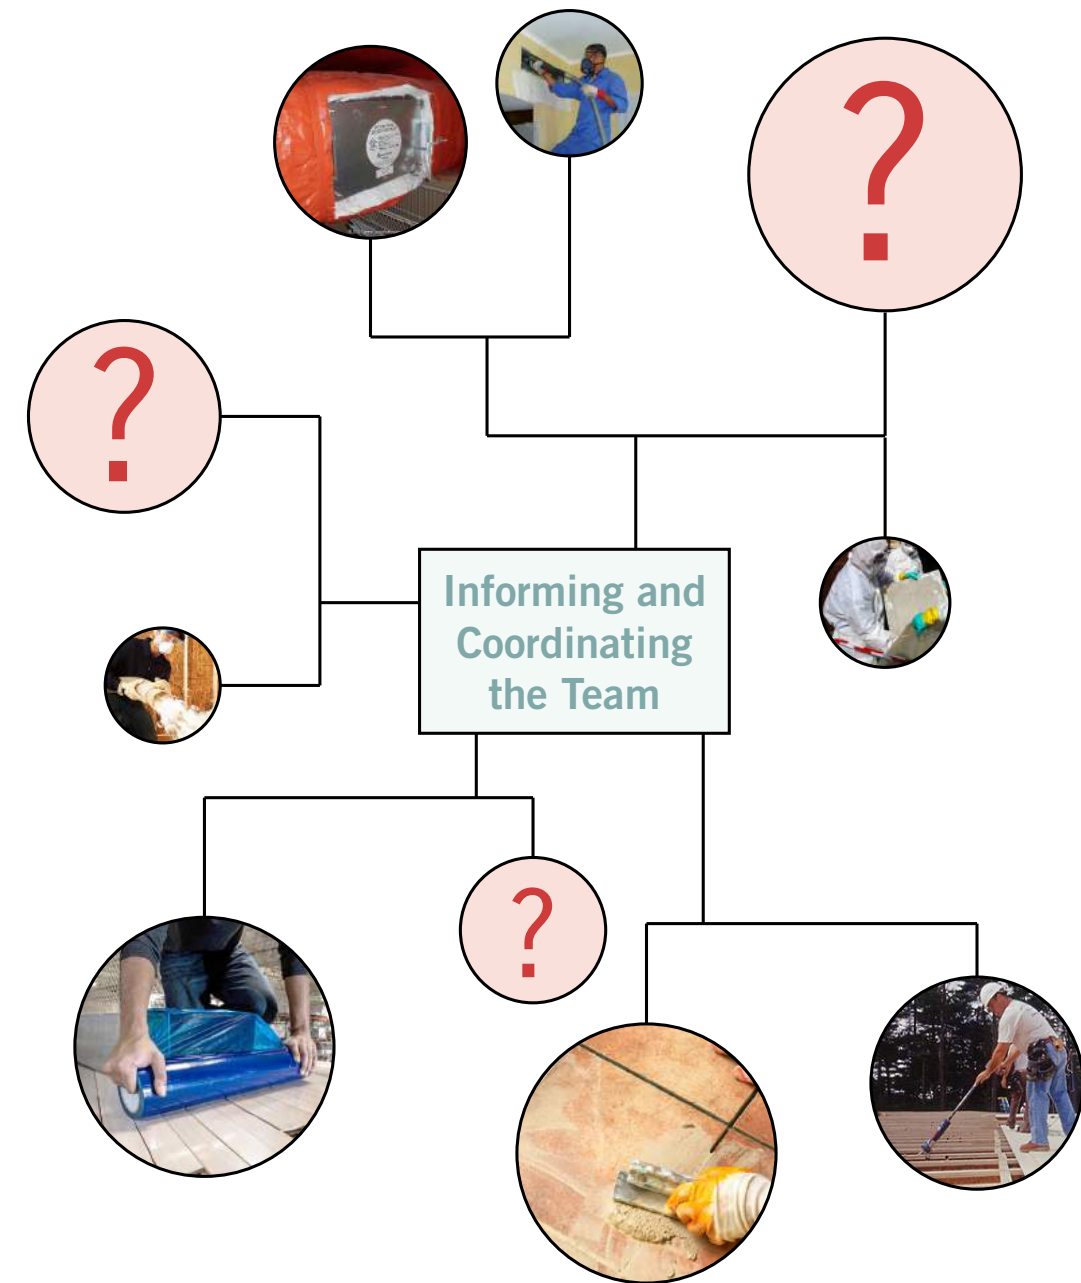 ?
?
Informing and
Coordinating
the Team
?